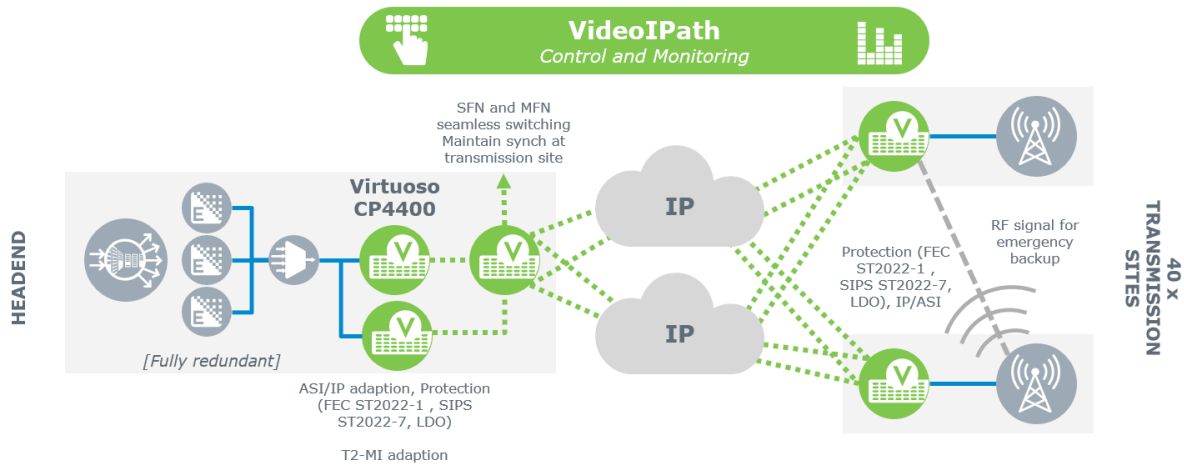 VideoIPath
Control and Monitoring
SFN and MFN
seamless switching
Maintain synch at
transmission site
HEADEND
E
E
E
[Fully redundant]
Virtuoso
CP4400
V
V
V
ASI/IP adaption, Protection
(FEC ST2022-1 , SIPS
ST2022-7, LDO)
T2-MI adaption
IP
IP
V
V
Protection (FEC
ST2022-1 ,
SIPS ST2022-7,
LDO), IP/ASI
RF signal for
emergency
backup
40 x
TRANSMISSION
SITES